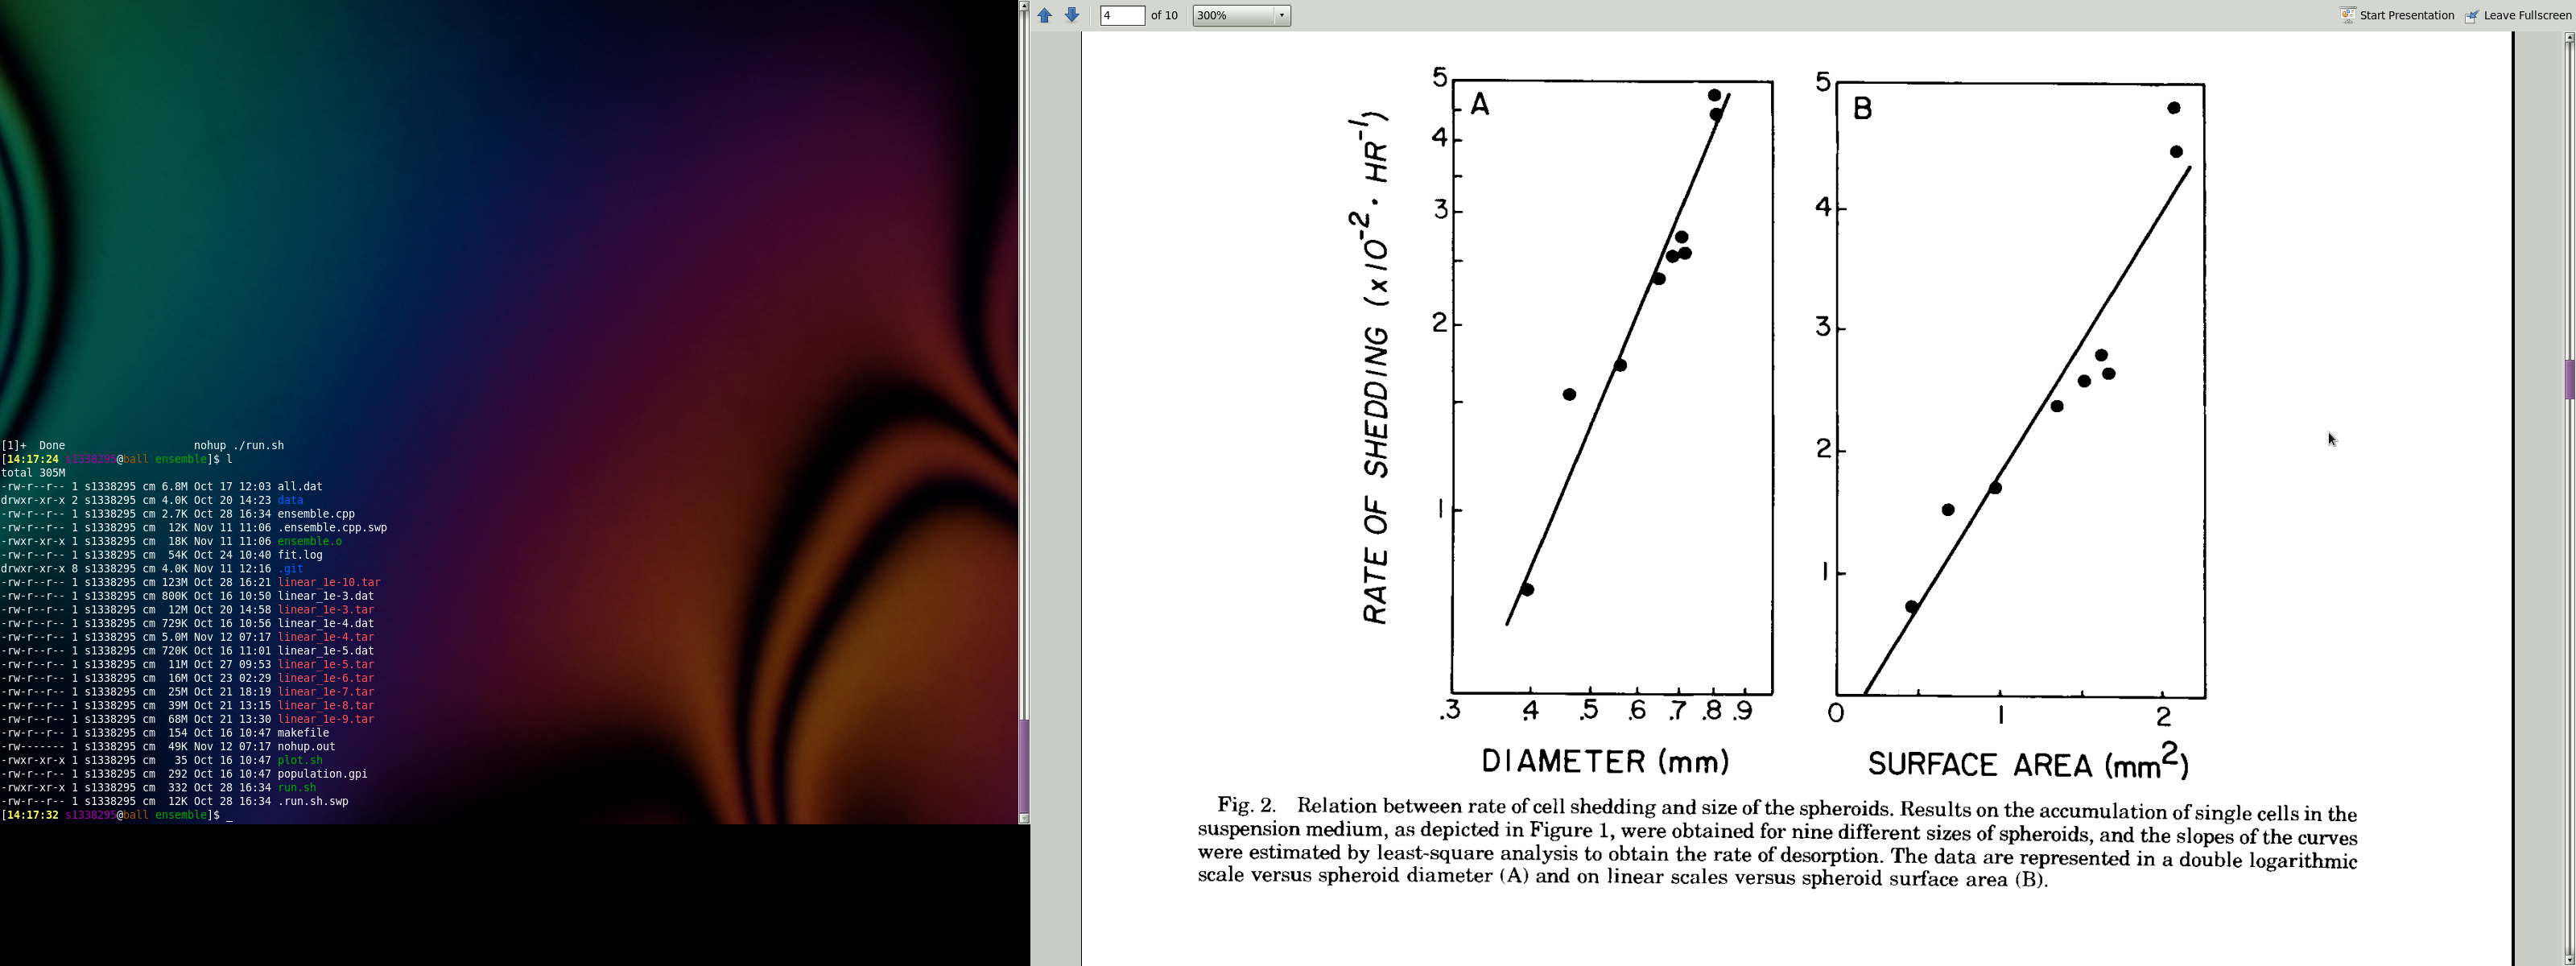 [1]+  Done                    nohup ./run.sh
[14:17:24 s1338295@ball ensemble]$ l
total 305M
-rw-r--r-- 1 s1338295 cm 6.8M Oct 17 12:03 all.dat
drwxr-xr-x 2 s1338295 cm 4.0K Oct 20 14:23 data
-rw-r--r-- 1 s1338295 cm 2.7K Oct 28 16:34 ensemble.cpp
-rw-r--r-- 1 s1338295 cm  12K Nov 11 11:06 .ensemble.cpp.swp
-rwxr-xr-x 1 s1338295 cm  18K Nov 11 11:06 ensemble.o
-rw-r--r-- 1 s1338295 cm  54K Oct 24 10:40 fit.log
drwxr-xr-x 8 s1338295 cm 4.0K Nov 11 12:16 .git
-rw-r--r-- 1 s1338295 cm 123M Oct 28 16:21 linear_1e-10.tar
-rw-r--r-- 1 s1338295 cm 800K Oct 16 10:50 linear_1e-3.dat
-rw-r--r-- 1 s1338295 cm  12M Oct 20 14:58 linear_1e-3.tar
-rw-r--r-- 1 s1338295 cm 729K Oct 16 10:56 linear_1e-4.dat
-rw-r--r-- 1 s1338295 cm 5.0M Nov 12 07:17 linear_1e-4.tar
-rw-r--r-- 1 s1338295 cm 720K Oct 16 11:01 linear_1e-5.dat
-rw-r--r-- 1 s1338295 cm  11M Oct 27 09:53 linear_1e-5.tar
-rw-r--r-- 1 s1338295 cm  16M Oct 23 02:29 linear_1e-6.tar
-rw-r--r-- 1 s1338295 cm  25M Oct 21 18:19 linear_1e-7.tar
-rw-r--r-- 1 s1338295 cm  39M Oct 21 13:15 linear_1e-8.tar
-rw-r--r-- 1 s1338295 cm  68M Oct 21 13:30 linear_1e-9.tar
-rw-r--r-- 1 s1338295 cm  154 Oct 16 10:47 makefile
-rw------- 1 s1338295 cm  49K Nov 12 07:17 nohup.out
-rwxr-xr-x 1 s1338295 cm   35 Oct 16 10:47 plot.sh
-rw-r--r-- 1 s1338295 cm  292 Oct 16 10:47 population.gpi
-rwxr-xr-x 1 s1338295 cm  332 Oct 28 16:34 run.sh
-rw-r--r-- 1 s1338295 cm  12K Oct 28 16:34 .run.sh.swp
[14:17:32 s1338295@ball ensemble]$ _
4 of 10 300% Start Presentation Leave Fullscreen
RATE OF SHEDDING (x10⁻². HR⁻¹)
A
5
4
3
2
1
.3 .4 .5 .6 .7 .8 .9
DIAMETER (mm)
B
5
4
3
2
1
0 1 2
SURFACE AREA (mm²)
Fig. 2. Relation between rate of cell shedding and size of the spheroids. Results on the accumulation of single cells in the
suspension medium, as depicted in Figure 1, were obtained for nine different sizes of spheroids, and the slopes of the curves
were estimated by least-square analysis to obtain the rate of desorption. The data are represented in a double logarithmic
scale versus spheroid diameter (A) and on linear scales versus spheroid surface area (B).